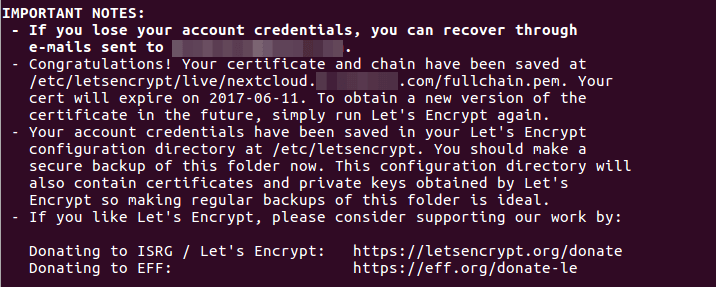 IMPORTANT NOTES:
- If you lose your account credentials, you can recover through
e-mails sent to .
- Congratulations! Your certificate and chain have been saved at
/etc/letsencrypt/live/nextcloud. .com/fullchain.pem. Your
cert will expire on 2017-06-11. To obtain a new version of the
certificate in the future, simply run Let's Encrypt again.
- Your account credentials have been saved in your Let's Encrypt
configuration directory at /etc/letsencrypt. You should make a
secure backup of this folder now. This configuration directory will
also contain certificates and private keys obtained by Let's
Encrypt so making regular backups of this folder is ideal.
- If you like Let's Encrypt, please consider supporting our work by:
Donating to ISRG / Let's Encrypt: https://letsencrypt.org/donate
Donating to EFF: https://eff.org/donate-le